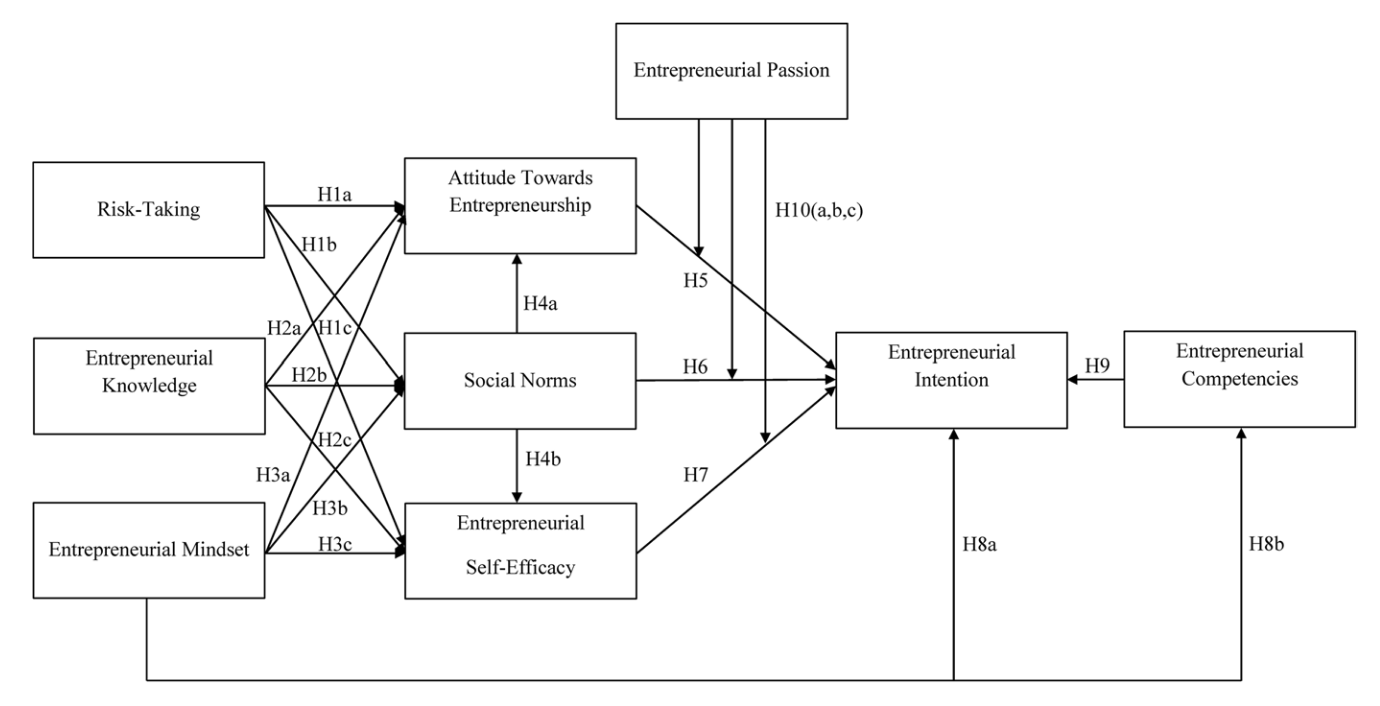 Entrepreneurial Passion
Risk-Taking
H1a
Attitude Towards
Entrepreneurship
H10(a,b,c)
H1b
H5
H4a
H2a
H1c
Entrepreneurial
Knowledge
H2b
Social Norms
H6
Entrepreneurial
Intention
H9
Entrepreneurial
Competencies
H2c
H4b
H3a
H7
H3b
Entrepreneurial Mindset
H3c
Entrepreneurial
Self-Efficacy
H8a
H8b